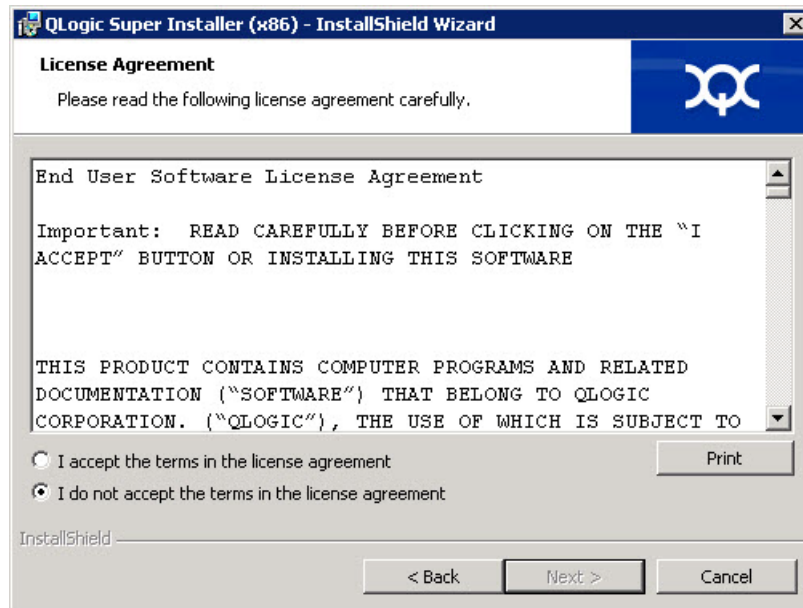 QLogic Super Installer (x86) - InstallShield Wizard
License Agreement
Please read the following license agreement carefully.
End User Software License Agreement
Important:  READ CAREFULLY BEFORE CLICKING ON THE “I
ACCEPT” BUTTON OR INSTALLING THIS SOFTWARE
THIS PRODUCT CONTAINS COMPUTER PROGRAMS AND RELATED
DOCUMENTATION (“SOFTWARE”) THAT BELONG TO QLOGIC
CORPORATION. (“QLOGIC”), THE USE OF WHICH IS SUBJECT TO
I accept the terms in the license agreement
Print
I do not accept the terms in the license agreement
InstallShield
< Back
Next >
Cancel